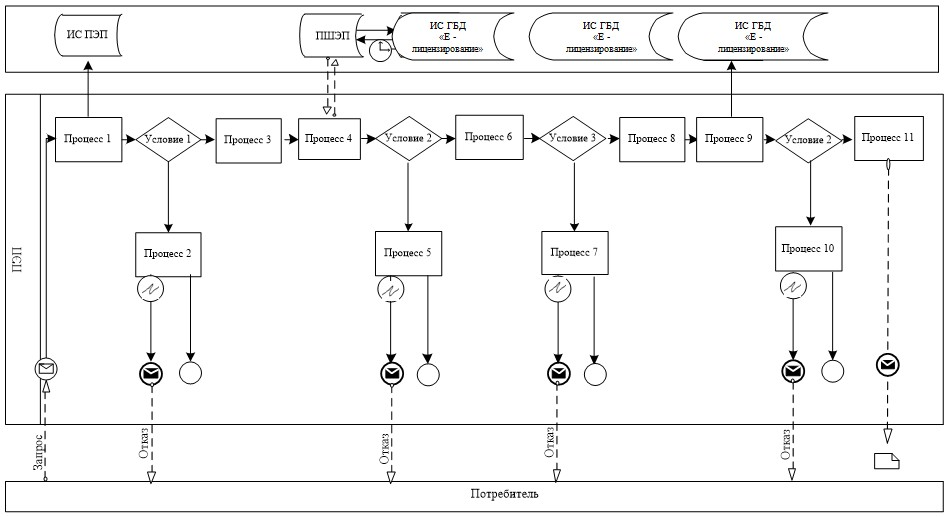 ИС ПЭП
ПШЭП
ИС ГБД
«Е -
лицензирование»
ИС ГБД
«Е -
лицензирование»
ИС ГБД
«Е -
лицензирование»
Процесс 1
Условие 1
Процесс 3
Процесс 4
Условие 2
Процесс 6
Условие 3
Процесс 8
Процесс 9
Условие 2
Процесс 11
Процесс 2
Процесс 5
Процесс 7
Процесс 10
ПЄП
Запрос
Отказ
Отказ
Отказ
Отказ
Потребитель